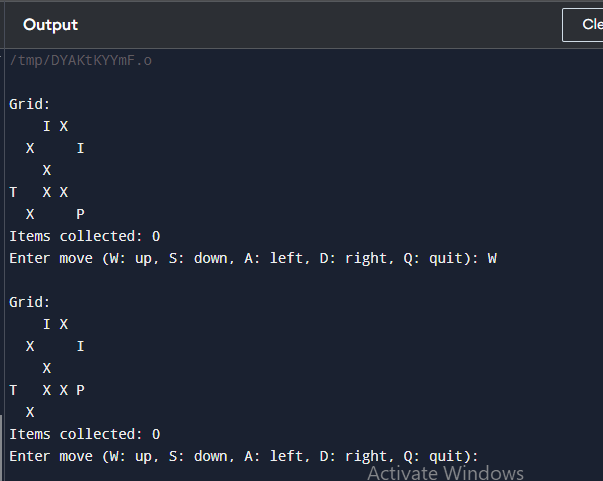 Output
Cle
/tmp/DYAKtKYYmF.o
Grid:
    I X
  X     I
    X
T   X X
  X     P
Items collected: 0
Enter move (W: up, S: down, A: left, D: right, Q: quit): W
Grid:
    I X
  X     I
    X
T   X X P
  X
Items collected: 0
Enter move (W: up, S: down, A: left, D: right, Q: quit):
Activate Windows